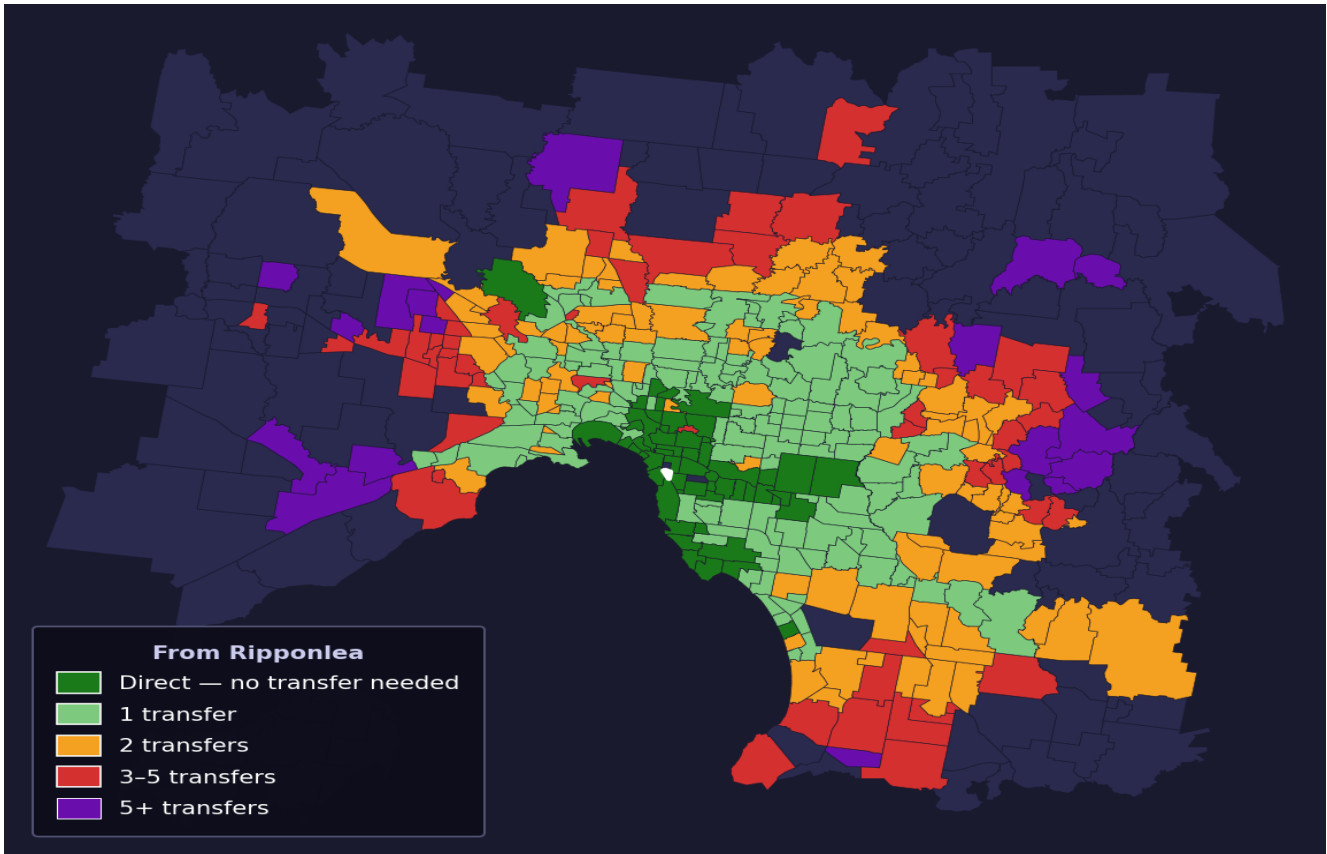 From Ripponlea
Direct — no transfer needed
1 transfer
2 transfers
3–5 transfers
5+ transfers